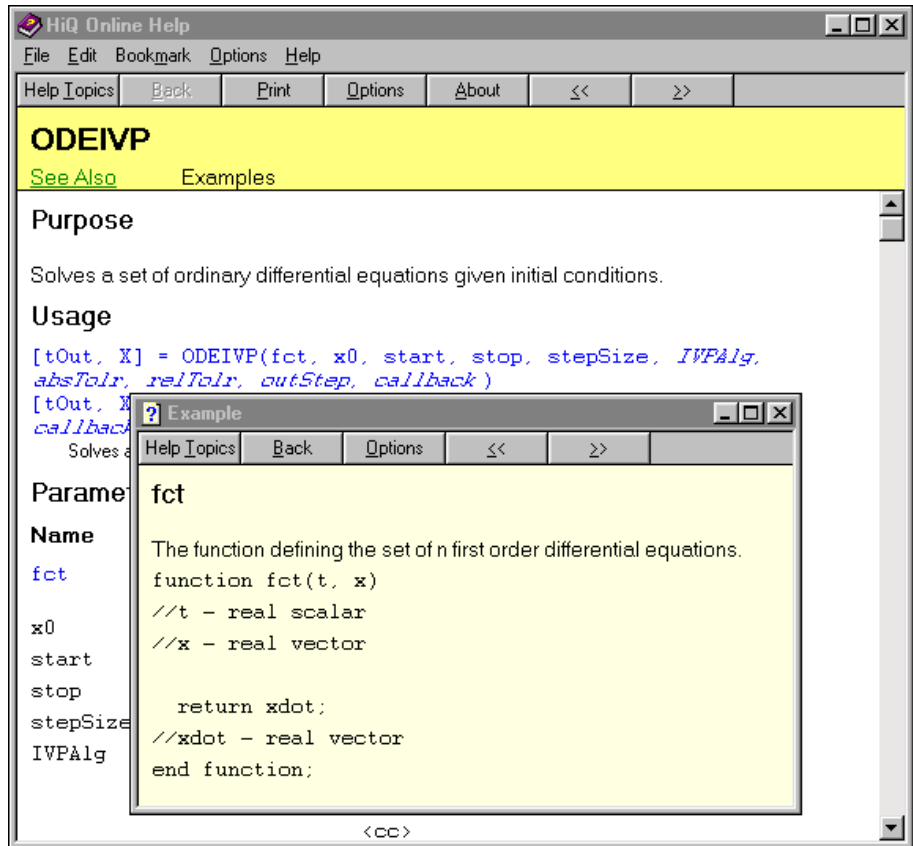 HiQ Online Help
File Edit Bookmark Options Help
Help Topics Back Print Options About << >>
ODEIVP
See Also Examples
Purpose
Solves a set of ordinary differential equations given initial conditions.
Usage
[tOut, X] = ODEIVP(fct, x0, start, stop, stepSize, IVPAlg,
absTolr, relTolr, outStep, callback )
[tOut, X
callback
Solves a
Paramet
Name
fct
x0
start
stop
stepSize
IVPAlg
<cc>
Example
Help Topics Back Options << >>
fct
The function defining the set of n first order differential equations.
function fct(t, x)
//t - real scalar
//x - real vector
return xdot;
//xdot - real vector
end function;